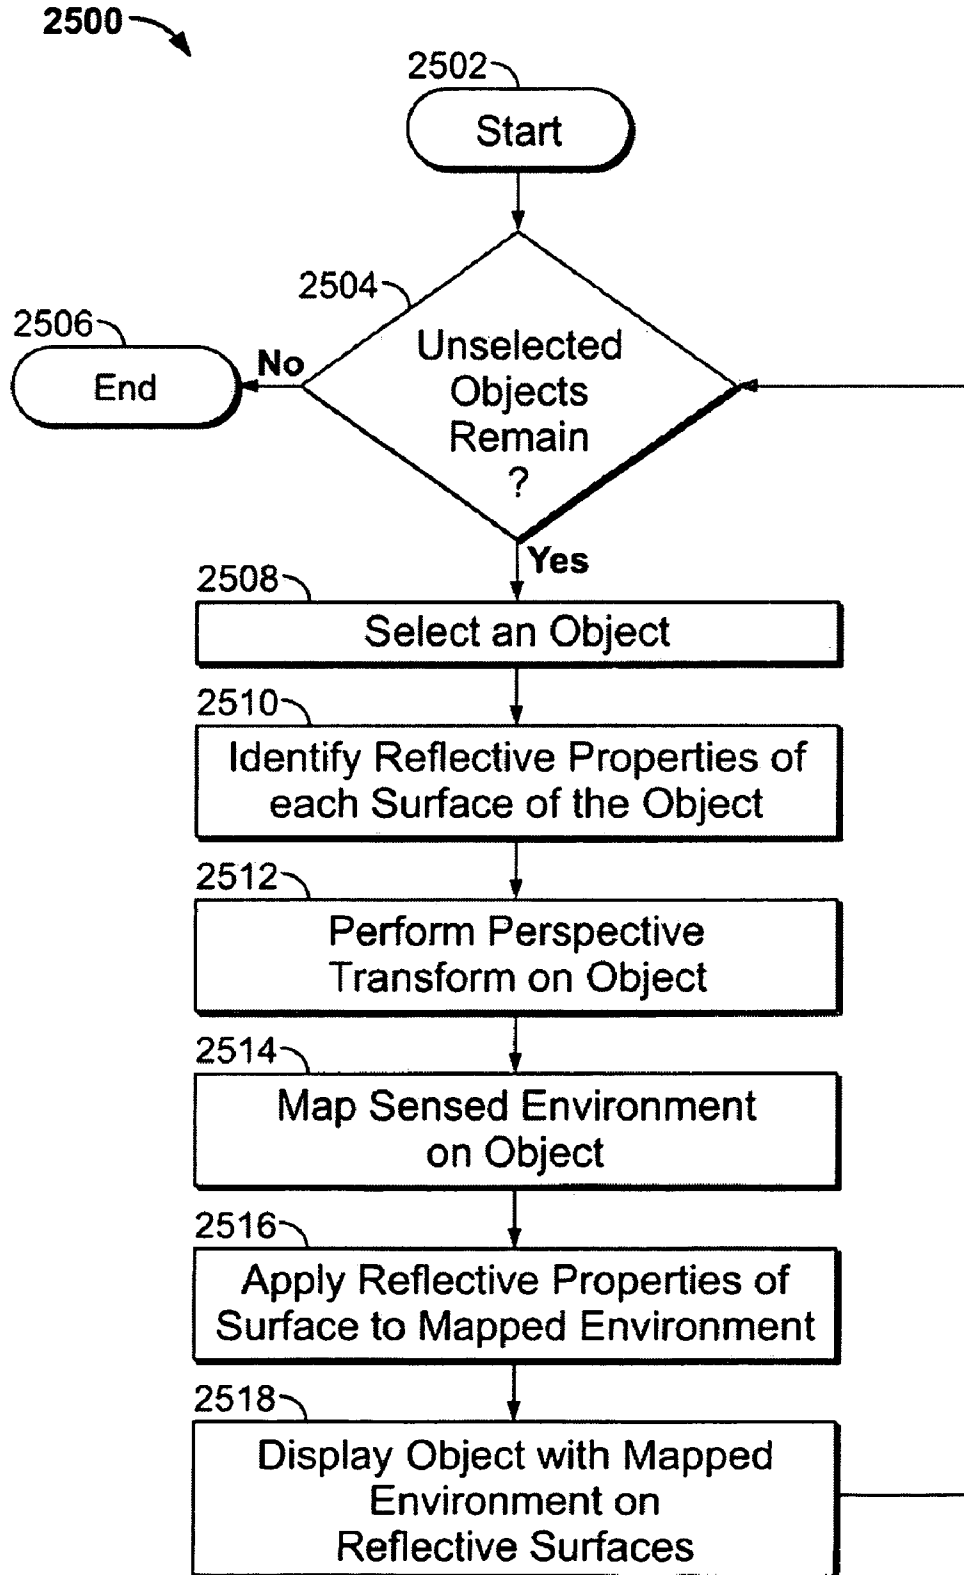 2500
2502
Start
2504
Unselected
Objects
Remain
?
2506
End
No
Yes
2508
Select an Object
2510
Identify Reflective Properties of
each Surface of the Object
2512
Perform Perspective
Transform on Object
2514
Map Sensed Environment
on Object
2516
Apply Reflective Properties of
Surface to Mapped Environment
2518
Display Object with Mapped
Environment on
Reflective Surfaces